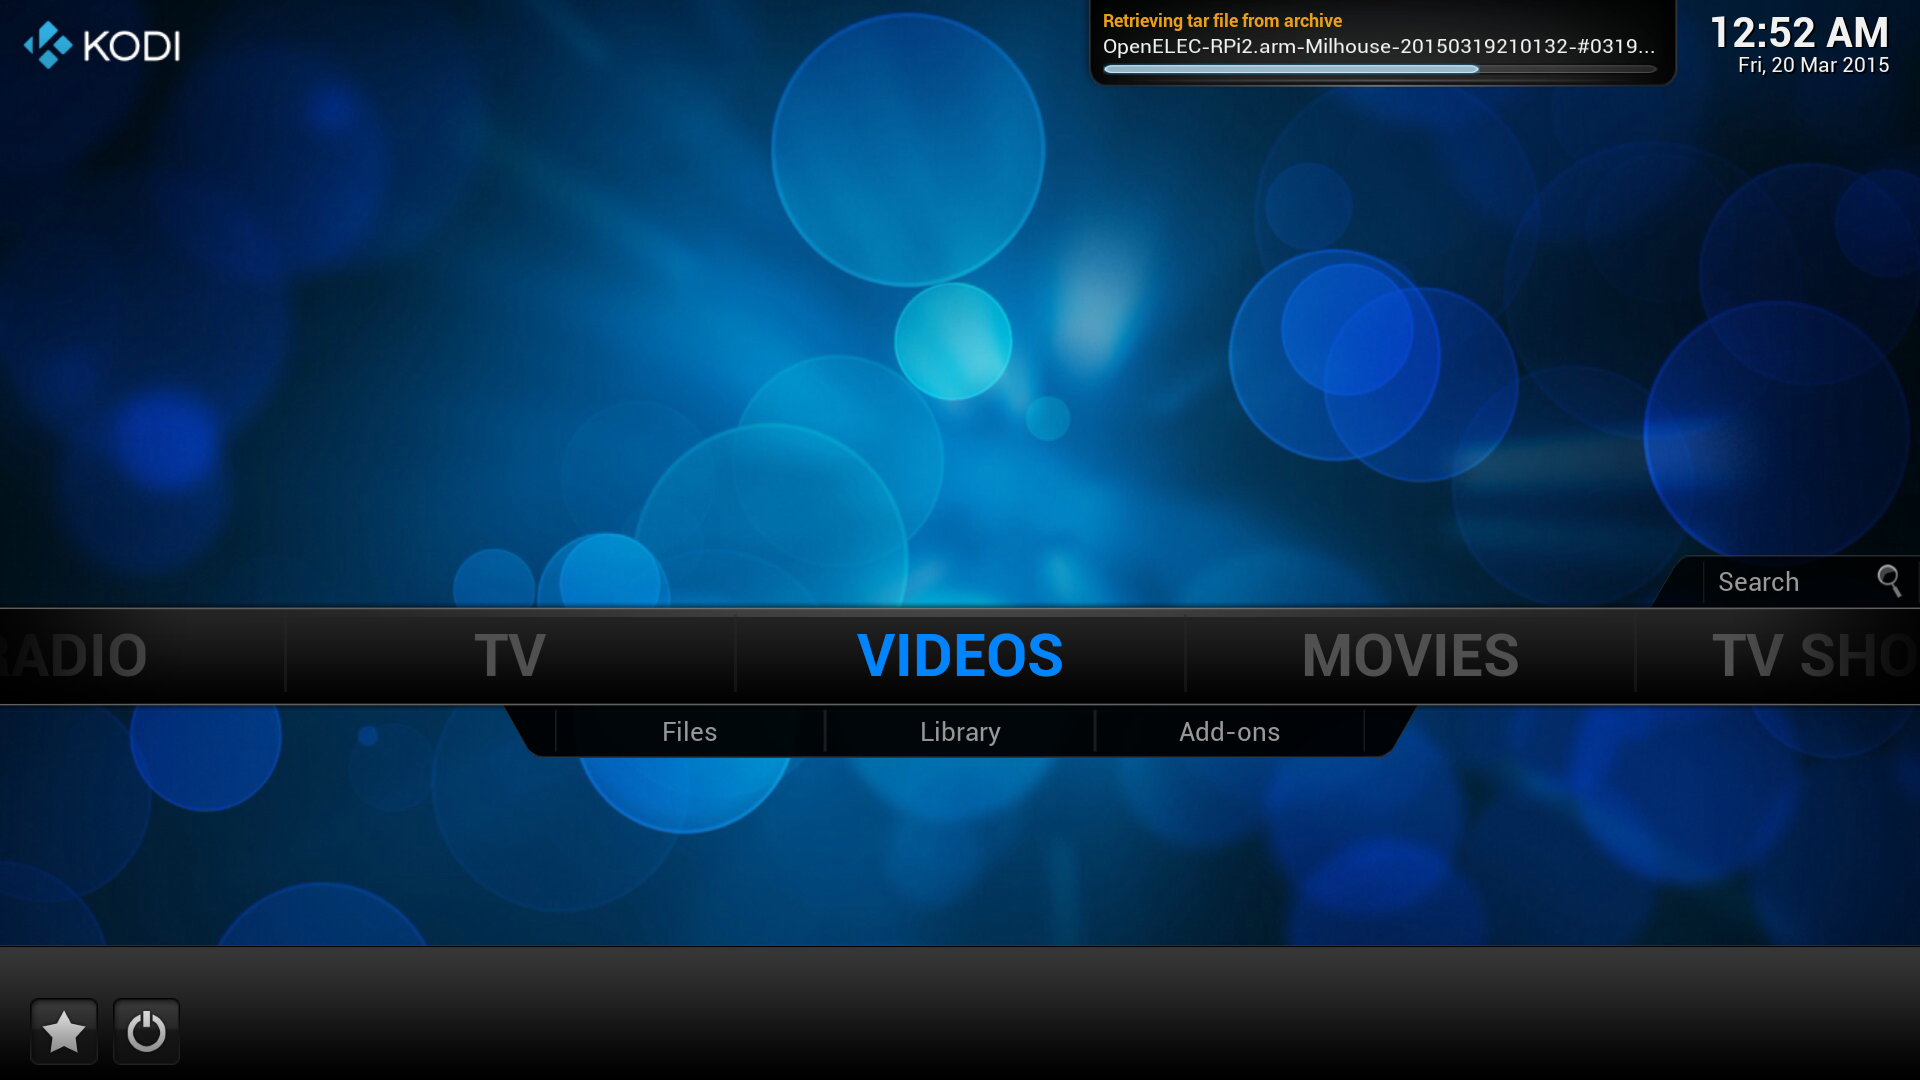 KODI
Retrieving tar file from archive
OpenELEC-RPi2.arm-Milhouse-20150319210132-#0319...
12:52 AM
Fri, 20 Mar 2015
Search
RADIO
TV
VIDEOS
MOVIES
TV SHO
Files
Library
Add-ons